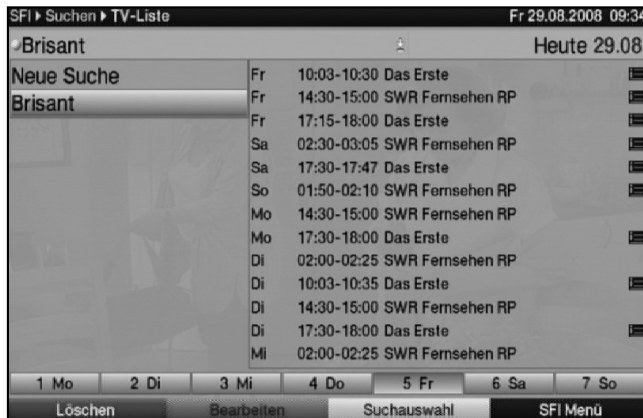 SFI Suchen TV-Liste Fr 29.08.2008 09:34
Brisant Heute 29.08
Neue Suche
Brisant
Fr 10:03-10:30 Das Erste
Fr 14:30-15:00 SWR Fernsehen RP
Fr 17:15-18:00 Das Erste
Sa 02:30-03:05 SWR Fernsehen RP
Sa 17:30-17:47 Das Erste
So 01:50-02:10 SWR Fernsehen RP
Mo 14:30-15:00 SWR Fernsehen RP
Mo 17:30-18:00 Das Erste
Di 02:00-02:25 SWR Fernsehen RP
Di 10:03-10:35 Das Erste
Di 14:30-15:00 SWR Fernsehen RP
Di 17:30-18:00 Das Erste
Mi 02:00-02:25 SWR Fernsehen RP
1 Mo 2 Di 3 Mi 4 Do 5 Fr 6 Sa 7 So
Löschen Bearbeiten Suchauswahl SFI Menü